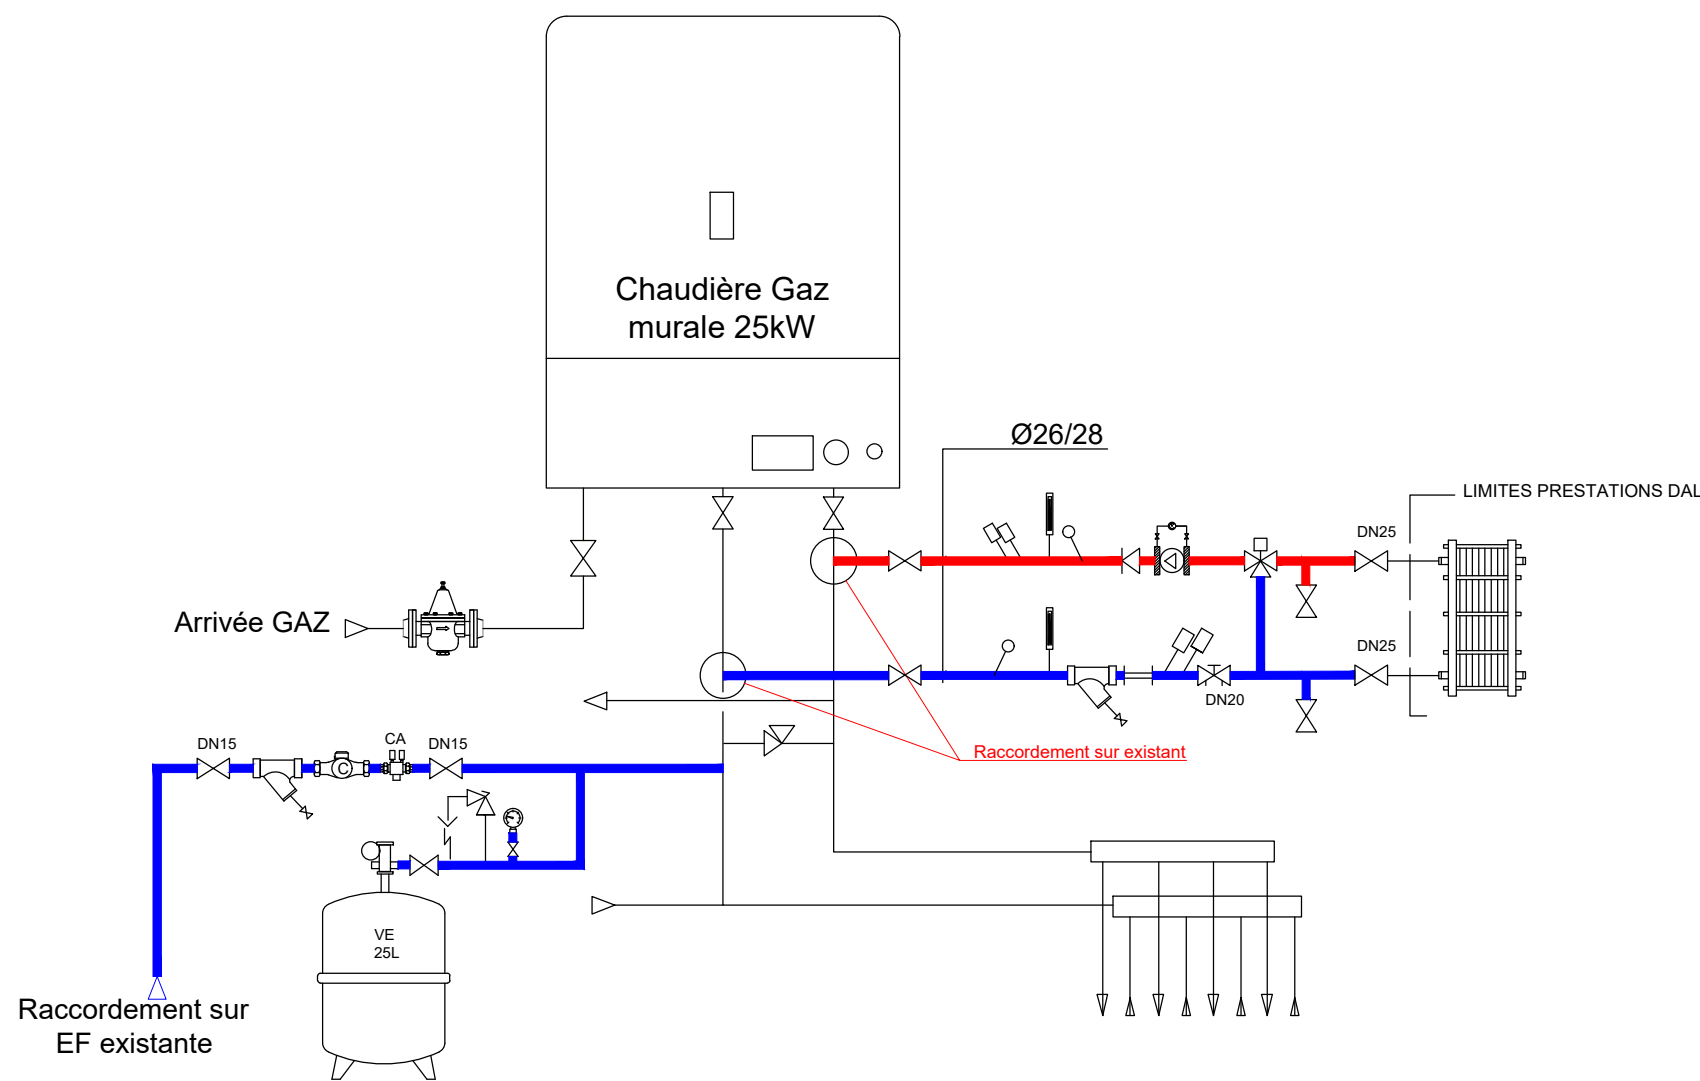 Chaudière Gaz
murale 25kW
Ø26/28
LIMITES PRESTATIONS DAL
DN25
Arrivée GAZ
DN25
DN20
Raccordement sur existant
DN15
CA
DN15
C
VE
25L
Raccordement sur
EF existante